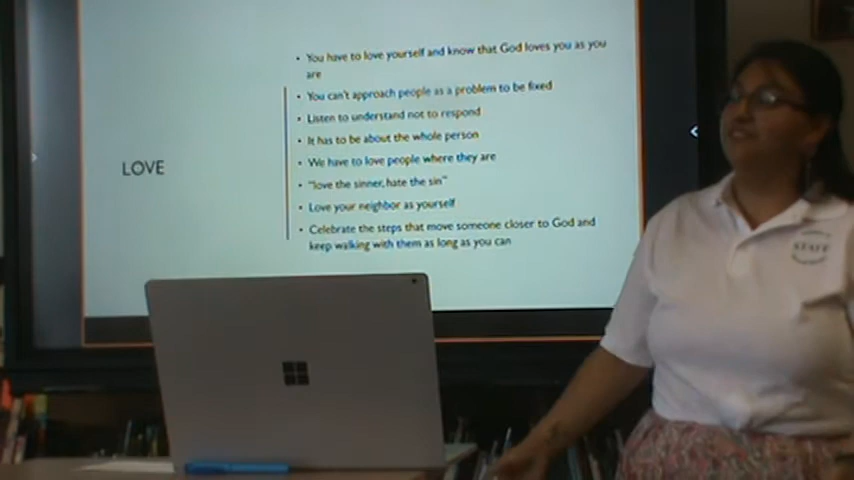 LOVE
• You have to love yourself and know that God loves you as you
are
• You can't approach people as a problem to be fixed
• Listen to understand not to respond
• It has to be about the whole person
• We have to love people where they are
• "love the sinner, hate the sin"
• Love your neighbor as yourself
• Celebrate the steps that move someone closer to God and
keep walking with them as long as you can
STAFF